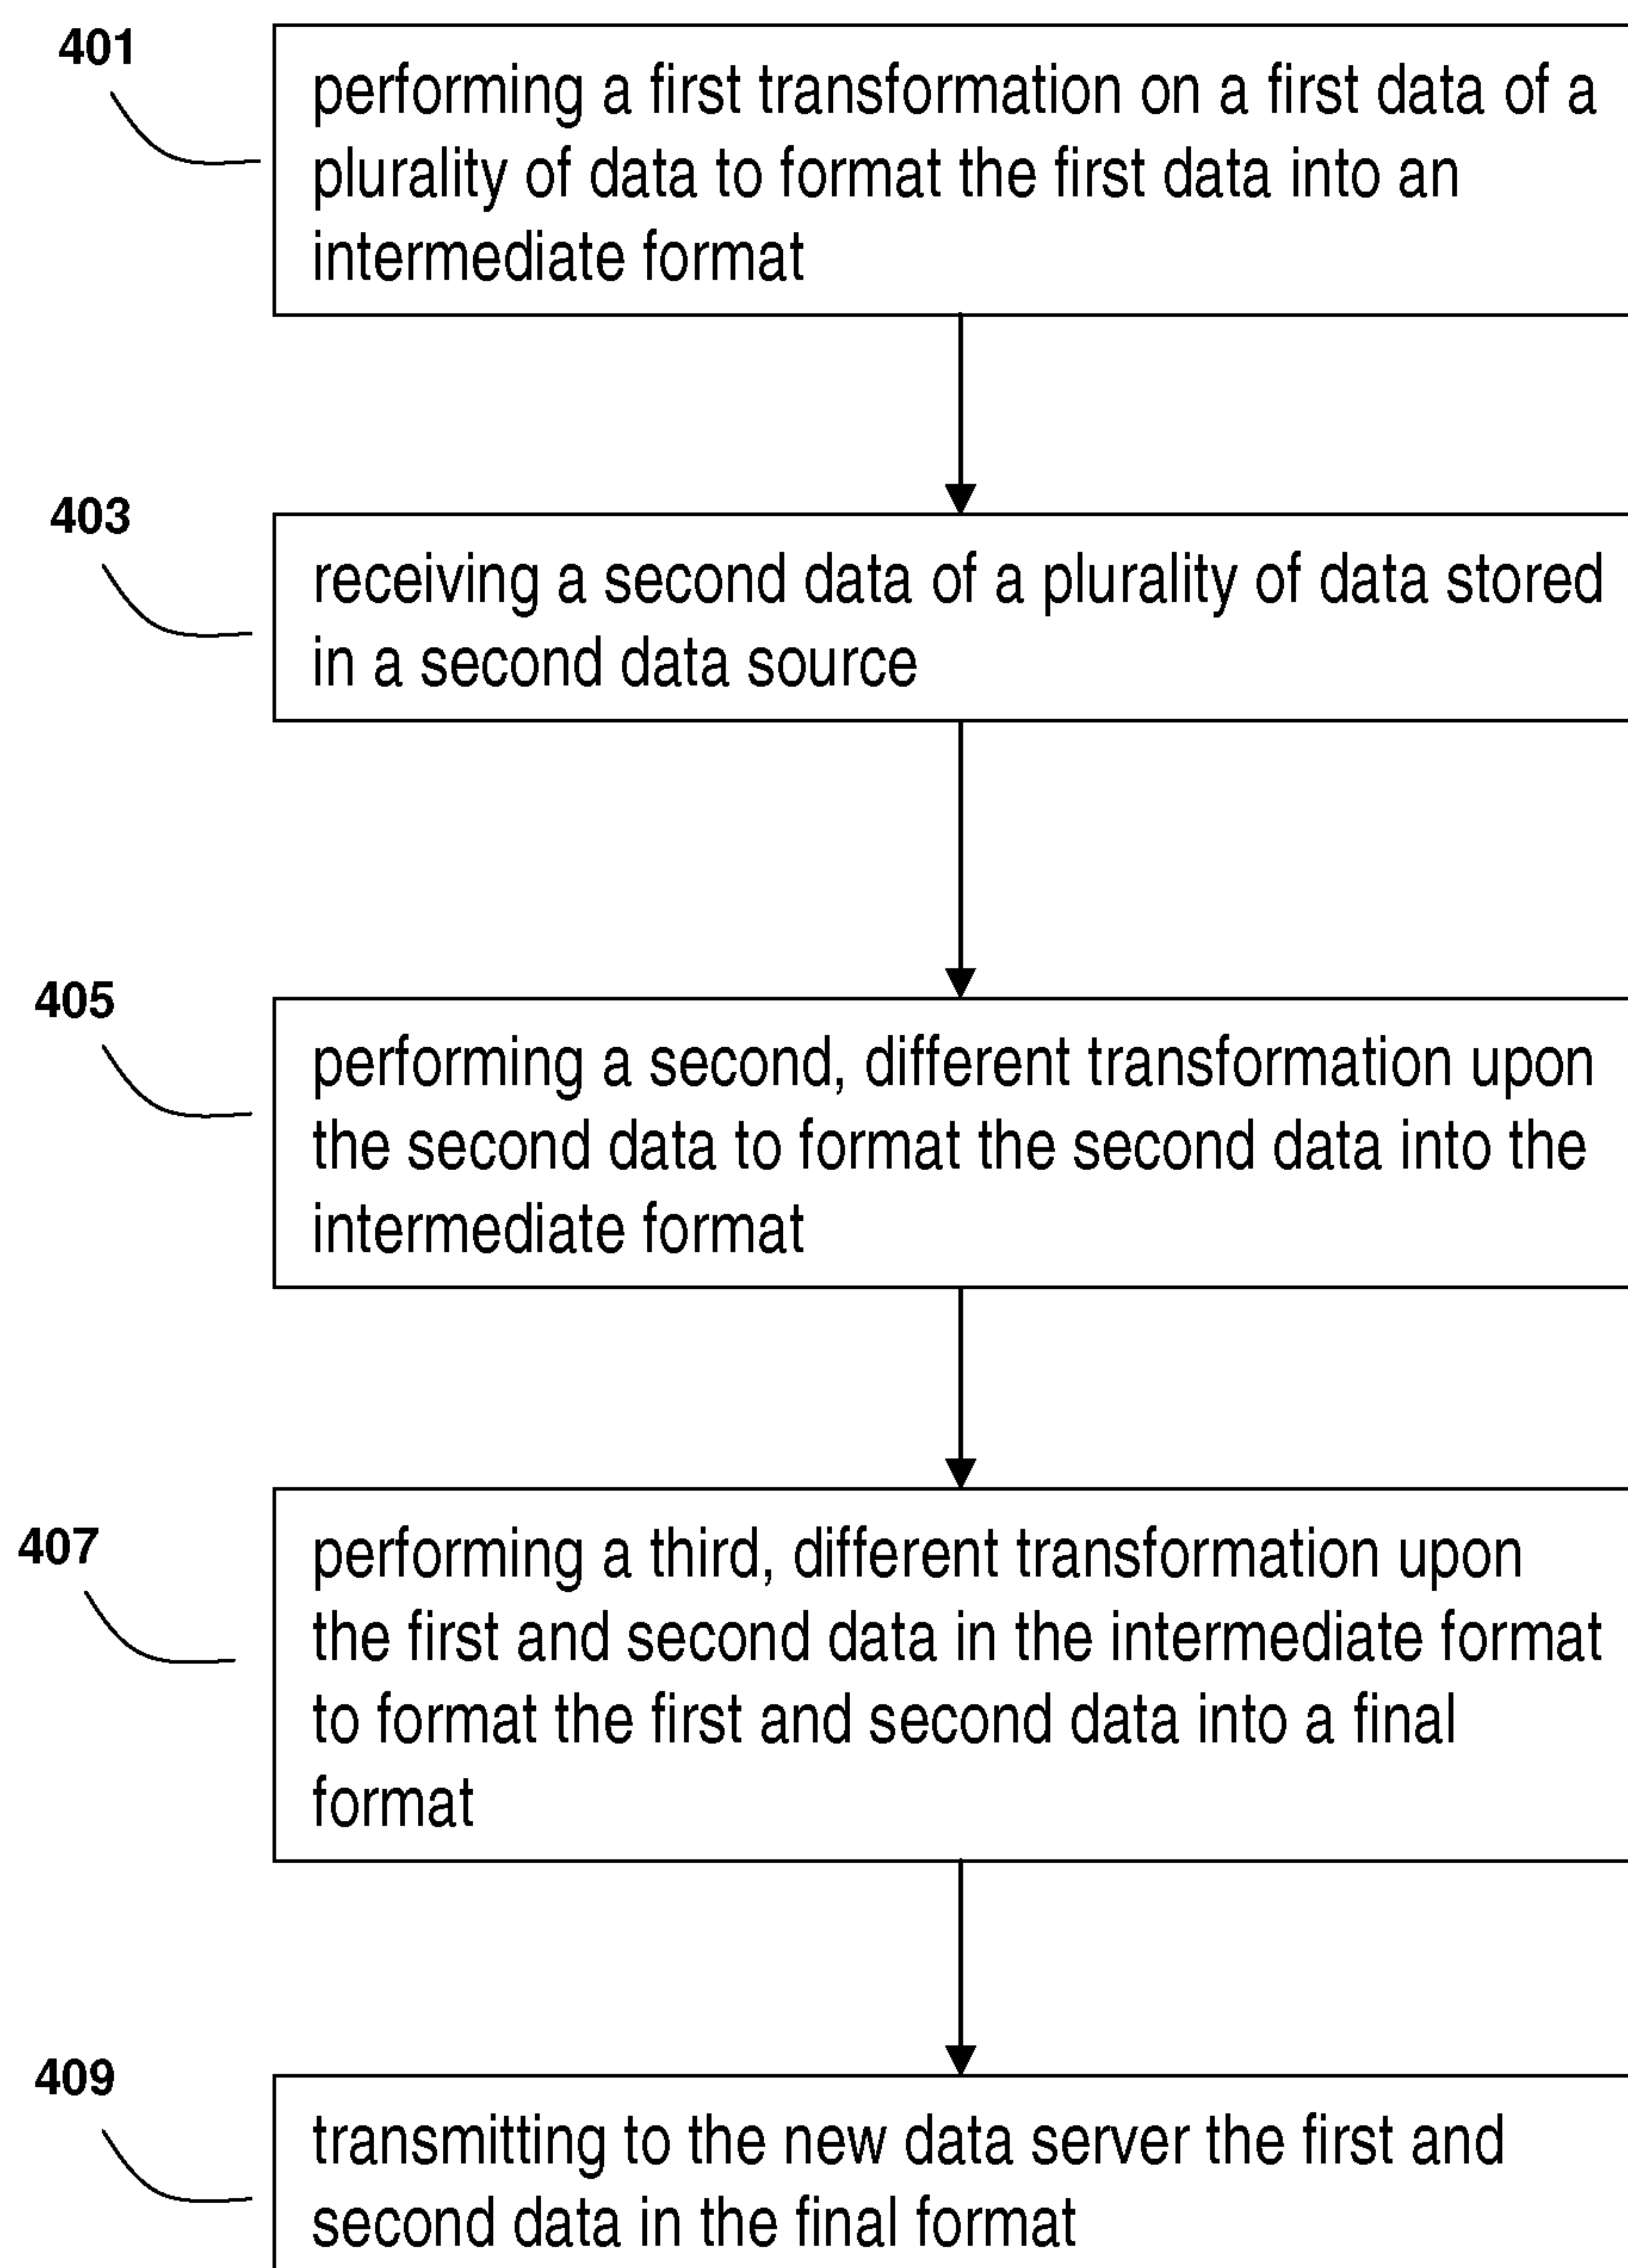 401
performing a first transformation on a first data of a
plurality of data to format the first data into an
intermediate format
403
receiving a second data of a plurality of data stored
in a second data source
405
performing a second, different transformation upon
the second data to format the second data into the
intermediate format
407
performing a third, different transformation upon
the first and second data in the intermediate format
to format the first and second data into a final
format
409
transmitting to the new data server the first and
second data in the final format